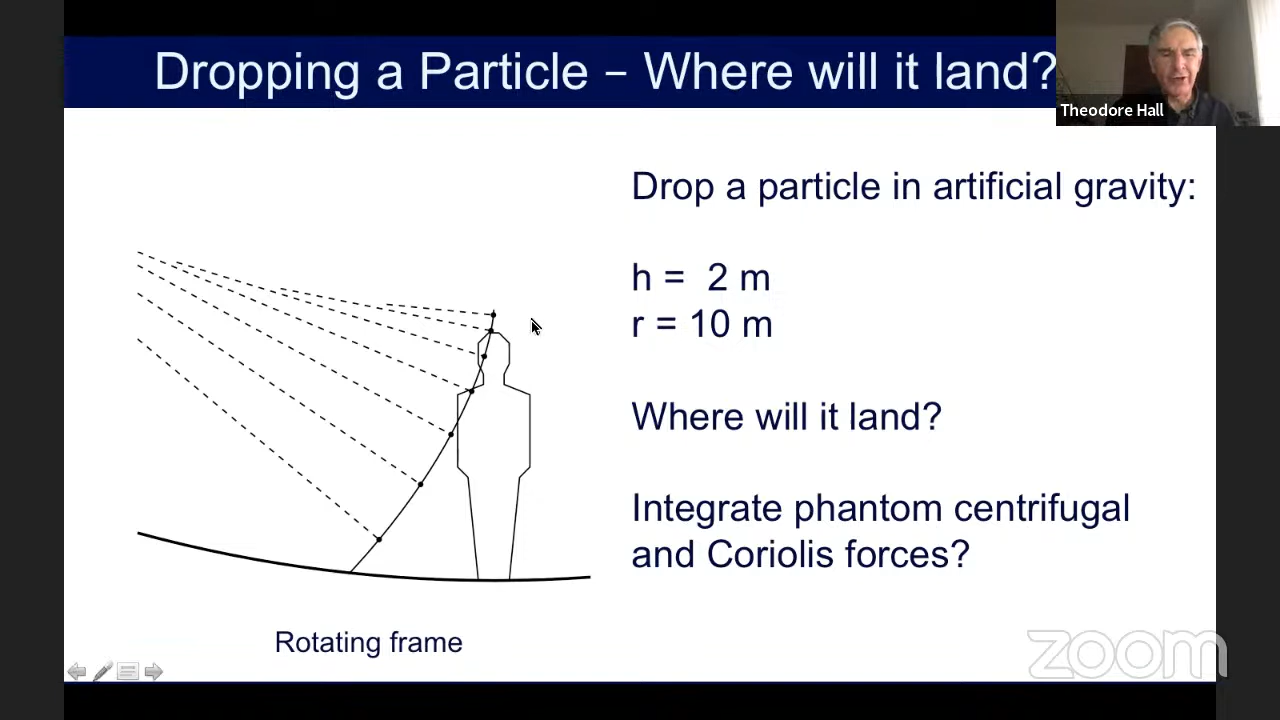 Dropping a Particle – Where will it land?
Theodore Hall
Drop a particle in artificial gravity:
h = 2 m
r = 10 m
Where will it land?
Integrate phantom centrifugal
and Coriolis forces?
Rotating frame
zoom